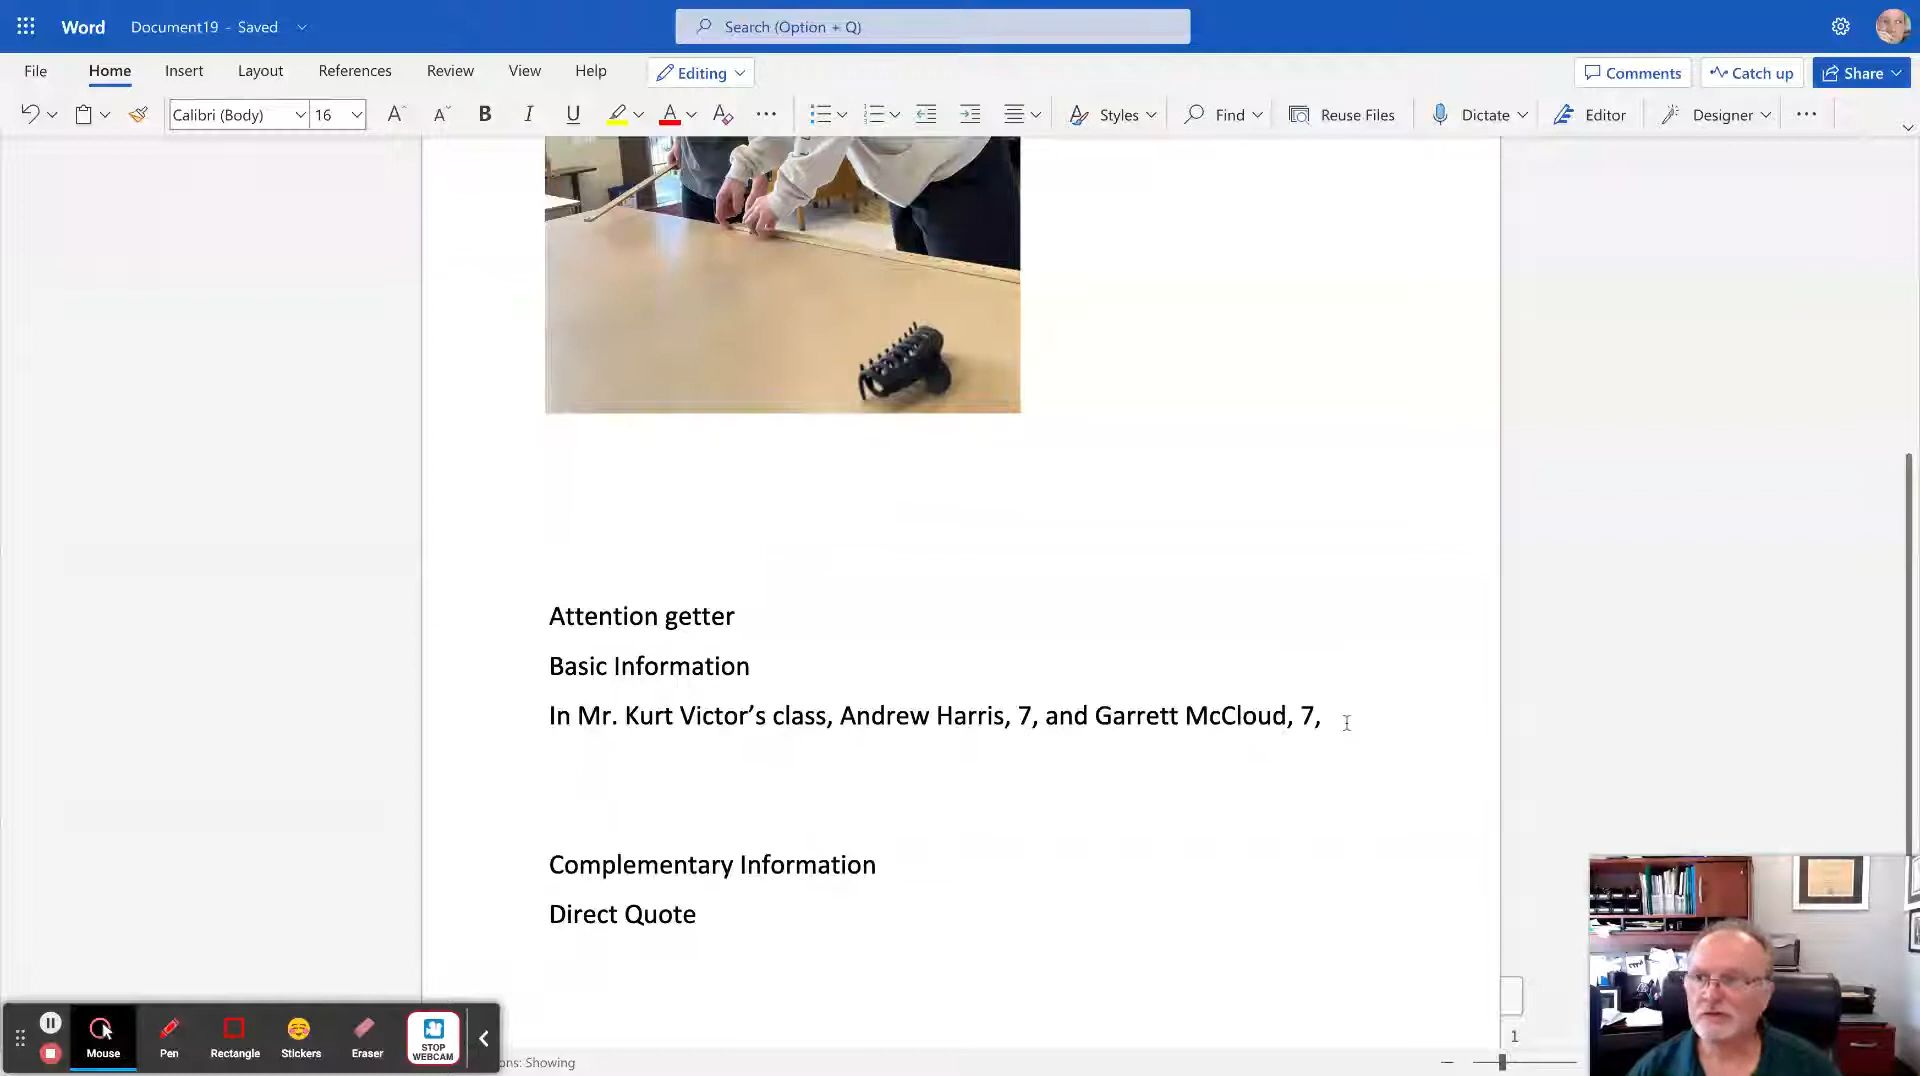 Word Document19 - Saved Search (Option + Q)
File Home Insert Layout References Review View Help Editing Comments Catch up Share
Calibri (Body) 16 A A B I U A A Styles Find Reuse Files Dictate Editor Designer
Attention getter
Basic Information
In Mr. Kurt Victor’s class, Andrew Harris, 7, and Garrett McCloud, 7,
Complementary Information
Direct Quote
1
Mouse Pen Rectangle Stickers Eraser STOP
WEBCAM
ons: Showing